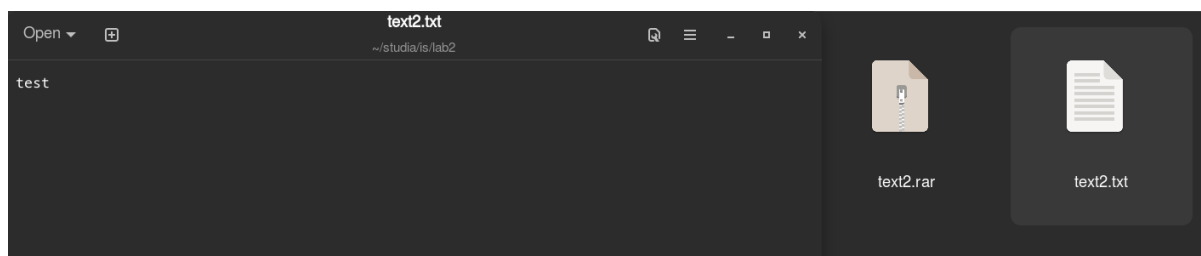 text2.txt
Open
~/studia/is/lab2
test
text2.rar
text2.txt